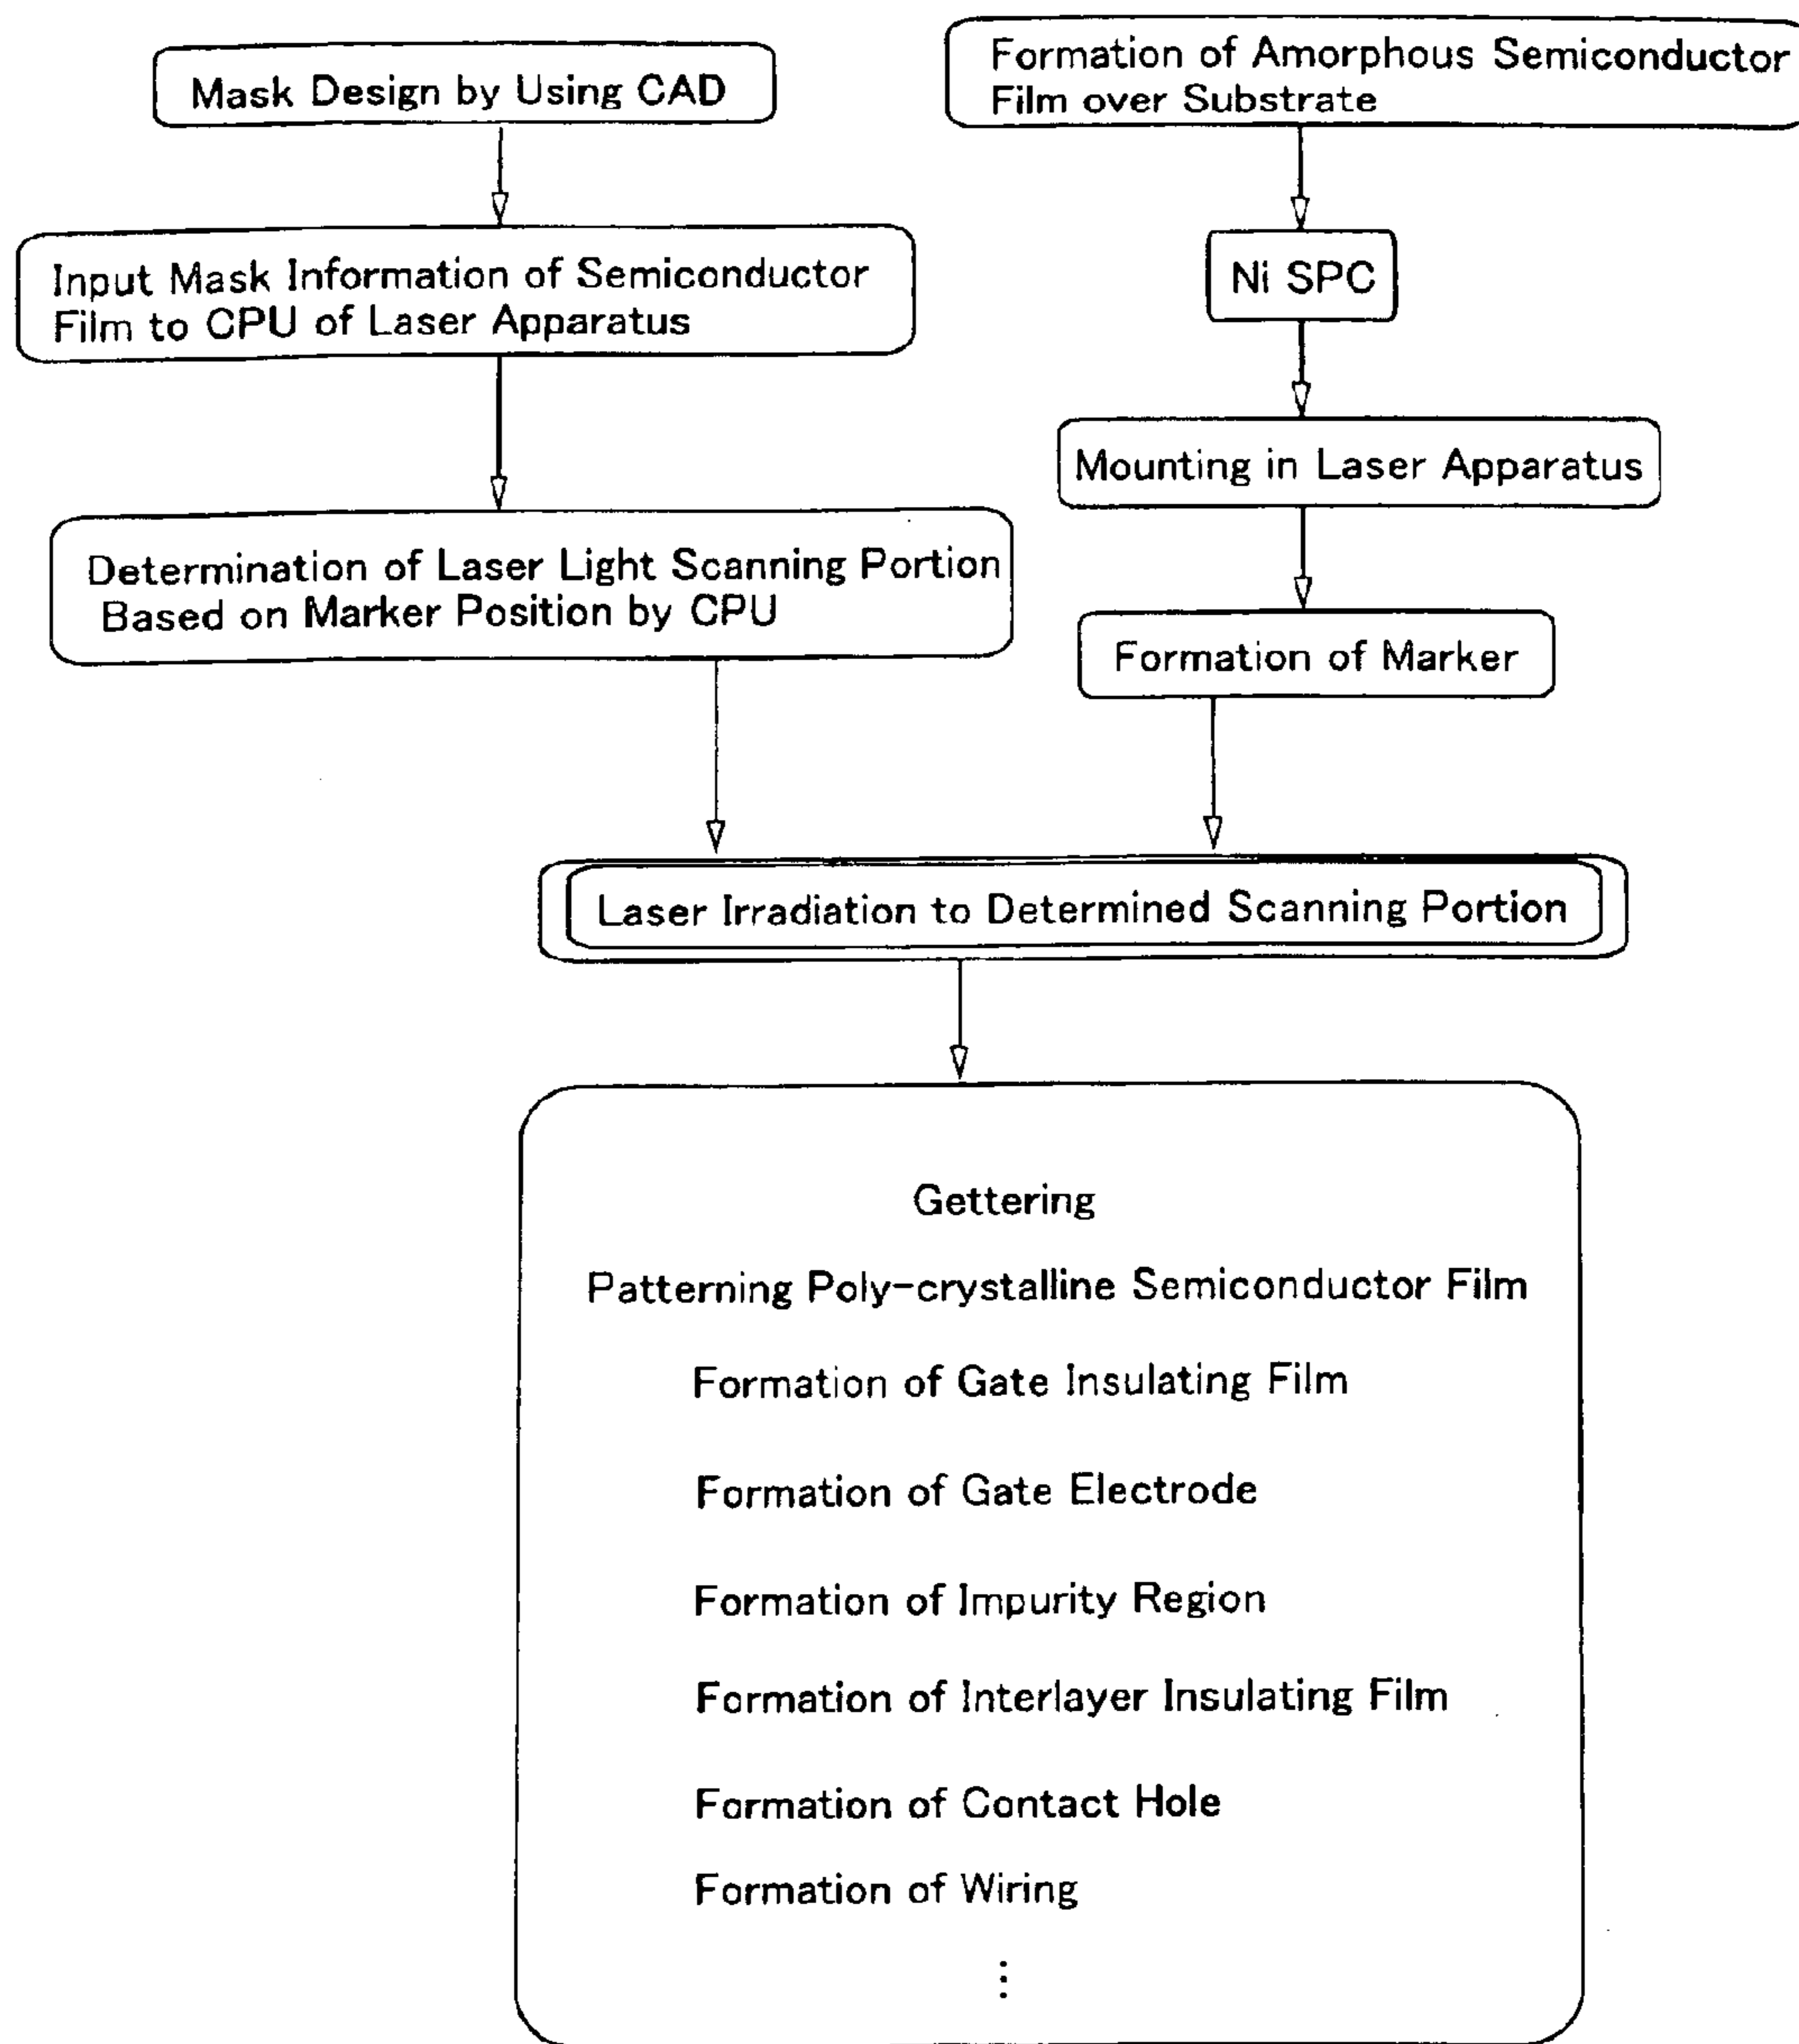 Mask Design by Using CAD
Input Mask Information of Semiconductor
Film to CPU of Laser Apparatus
Determination of Laser Light Scanning Portion
Based on Marker Position by CPU
Formation of Amorphous Semiconductor
Film over Substrate
Ni SPC
Mounting in Laser Apparatus
Formation of Marker
Laser Irradiation to Determined Scanning Portion
Gettering
Patterning Poly-crystalline Semiconductor Film
Formation of Gate Insulating Film
Formation of Gate Electrode
Formation of Impurity Region
Formation of Interlayer Insulating Film
Formation of Contact Hole
Formation of Wiring
⋮